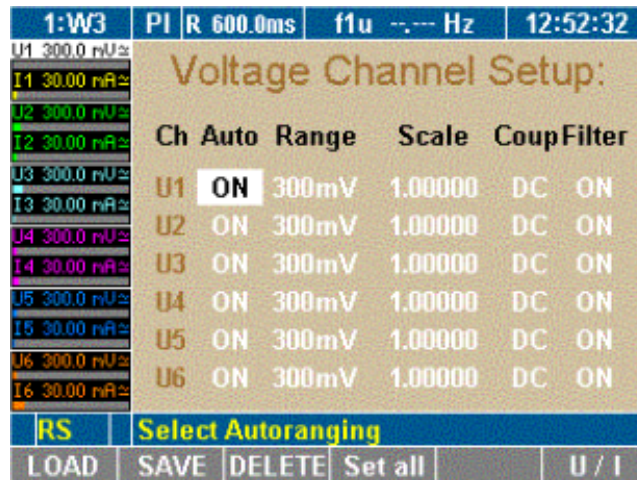 1:W3 PI R 600.0ms f1u --.--- Hz 12:52:32
U1 300.0 mV≃
I1 30.00 mA≃
U2 300.0 mV≃
I2 30.00 mA≃
U3 300.0 mV≃
I3 30.00 mA≃
U4 300.0 mV≃
I4 30.00 mA≃
U5 300.0 mV≃
I5 30.00 mA≃
U6 300.0 mV≃
I6 30.00 mA≃
Voltage Channel Setup:
Ch Auto Range Scale Coup Filter
U1 ON 300mV 1.00000 DC ON
U2 ON 300mV 1.00000 DC ON
U3 ON 300mV 1.00000 DC ON
U4 ON 300mV 1.00000 DC ON
U5 ON 300mV 1.00000 DC ON
U6 ON 300mV 1.00000 DC ON
RS Select Autoranging
LOAD SAVE DELETE Set all U / I